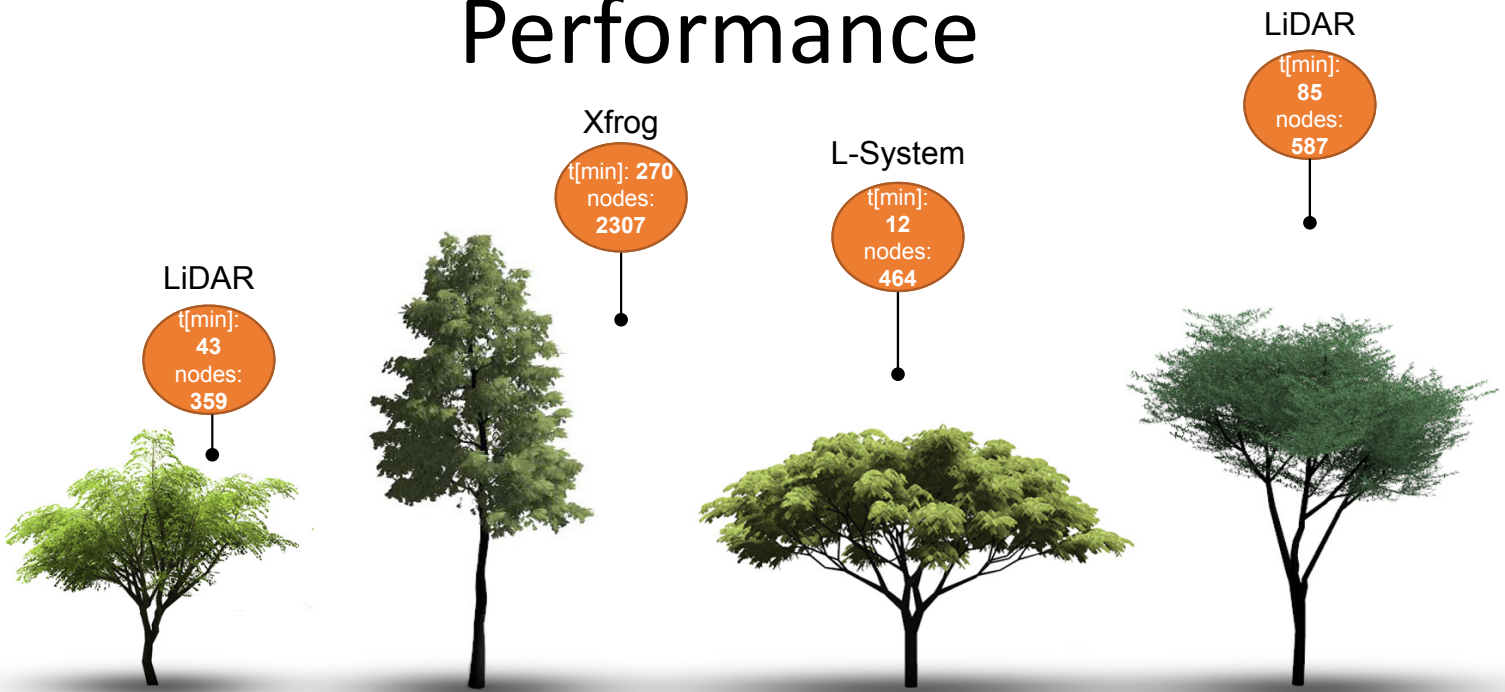 Performance
LiDAR
t[min]:
43
nodes:
359
Xfrog
t[min]: 270
nodes:
2307
L-System
t[min]:
12
nodes:
464
LiDAR
t[min]:
85
nodes:
587